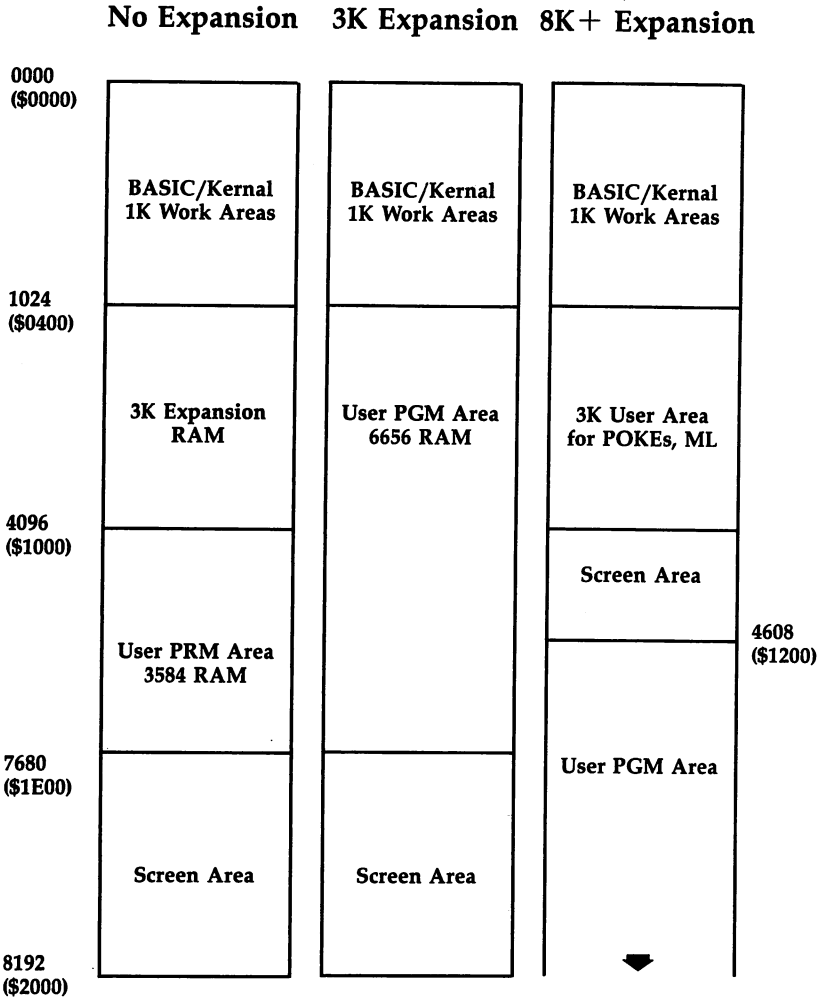 No Expansion
3K Expansion
8K+ Expansion
0000
($0000)
BASIC/Kernal
1K Work Areas
BASIC/Kernal
1K Work Areas
BASIC/Kernal
1K Work Areas
1024
($0400)
3K Expansion
RAM
User PGM Area
6656 RAM
3K User Area
for POKEs, ML
4096
($1000)
Screen Area
4608
($1200)
User PRM Area
3584 RAM
7680
($1E00)
User PGM Area
Screen Area
Screen Area
8192
($2000)